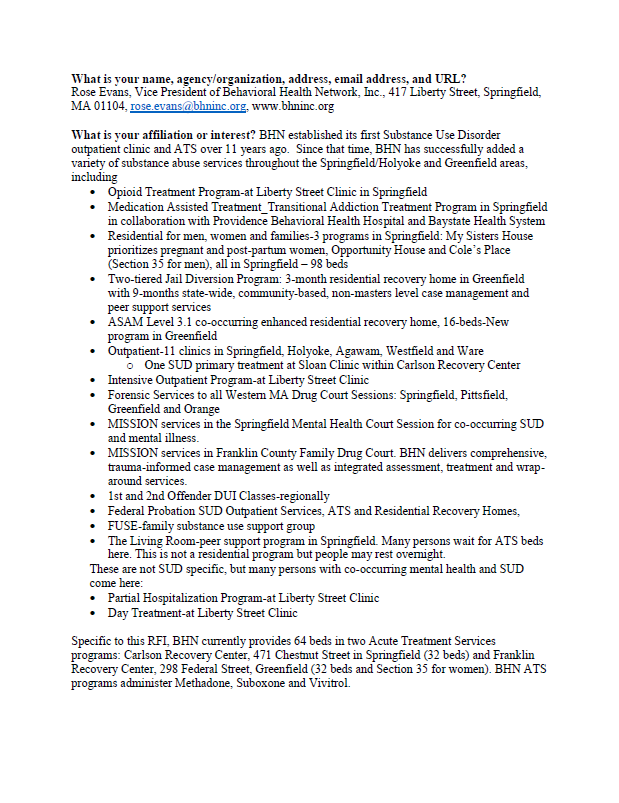 What is your name, agency/organization, address, email address, and URL?
Rose Evans, Vice President of Behavioral Health Network, Inc., 417 Liberty Street, Springfield,
MA 01104, rose.evans@bhninc.org, www.bhninc.org
What is your affiliation or interest? BHN established its first Substance Use Disorder
outpatient clinic and ATS over 11 years ago.  Since that time, BHN has successfully added a
variety of substance abuse services throughout the Springfield/Holyoke and Greenfield areas,
including
• Opioid Treatment Program-at Liberty Street Clinic in Springfield
• Medication Assisted Treatment_Transitional Addiction Treatment Program in Springfield
in collaboration with Providence Behavioral Health Hospital and Baystate Health System
• Residential for men, women and families-3 programs in Springfield: My Sisters House
prioritizes pregnant and post-partum women, Opportunity House and Cole's Place
(Section 35 for men), all in Springfield – 98 beds
• Two-tiered Jail Diversion Program: 3-month residential recovery home in Greenfield
with 9-months state-wide, community-based, non-masters level case management and
peer support services
• ASAM Level 3.1 co-occurring enhanced residential recovery home, 16-beds-New
program in Greenfield
• Outpatient-11 clinics in Springfield, Holyoke, Agawam, Westfield and Ware
o One SUD primary treatment at Sloan Clinic within Carlson Recovery Center
• Intensive Outpatient Program-at Liberty Street Clinic
• Forensic Services to all Western MA Drug Court Sessions: Springfield, Pittsfield,
Greenfield and Orange
• MISSION services in the Springfield Mental Health Court Session for co-occurring SUD
and mental illness.
• MISSION services in Franklin County Family Drug Court. BHN delivers comprehensive,
trauma-informed case management as well as integrated assessment, treatment and wrap-
around services.
• 1st and 2nd Offender DUI Classes-regionally
• Federal Probation SUD Outpatient Services, ATS and Residential Recovery Homes,
• FUSE-family substance use support group
• The Living Room-peer support program in Springfield. Many persons wait for ATS beds
here. This is not a residential program but people may rest overnight.
These are not SUD specific, but many persons with co-occurring mental health and SUD
come here:
• Partial Hospitalization Program-at Liberty Street Clinic
• Day Treatment-at Liberty Street Clinic
Specific to this RFI, BHN currently provides 64 beds in two Acute Treatment Services
programs: Carlson Recovery Center, 471 Chestnut Street in Springfield (32 beds) and Franklin
Recovery Center, 298 Federal Street, Greenfield (32 beds and Section 35 for women). BHN ATS
programs administer Methadone, Suboxone and Vivitrol.